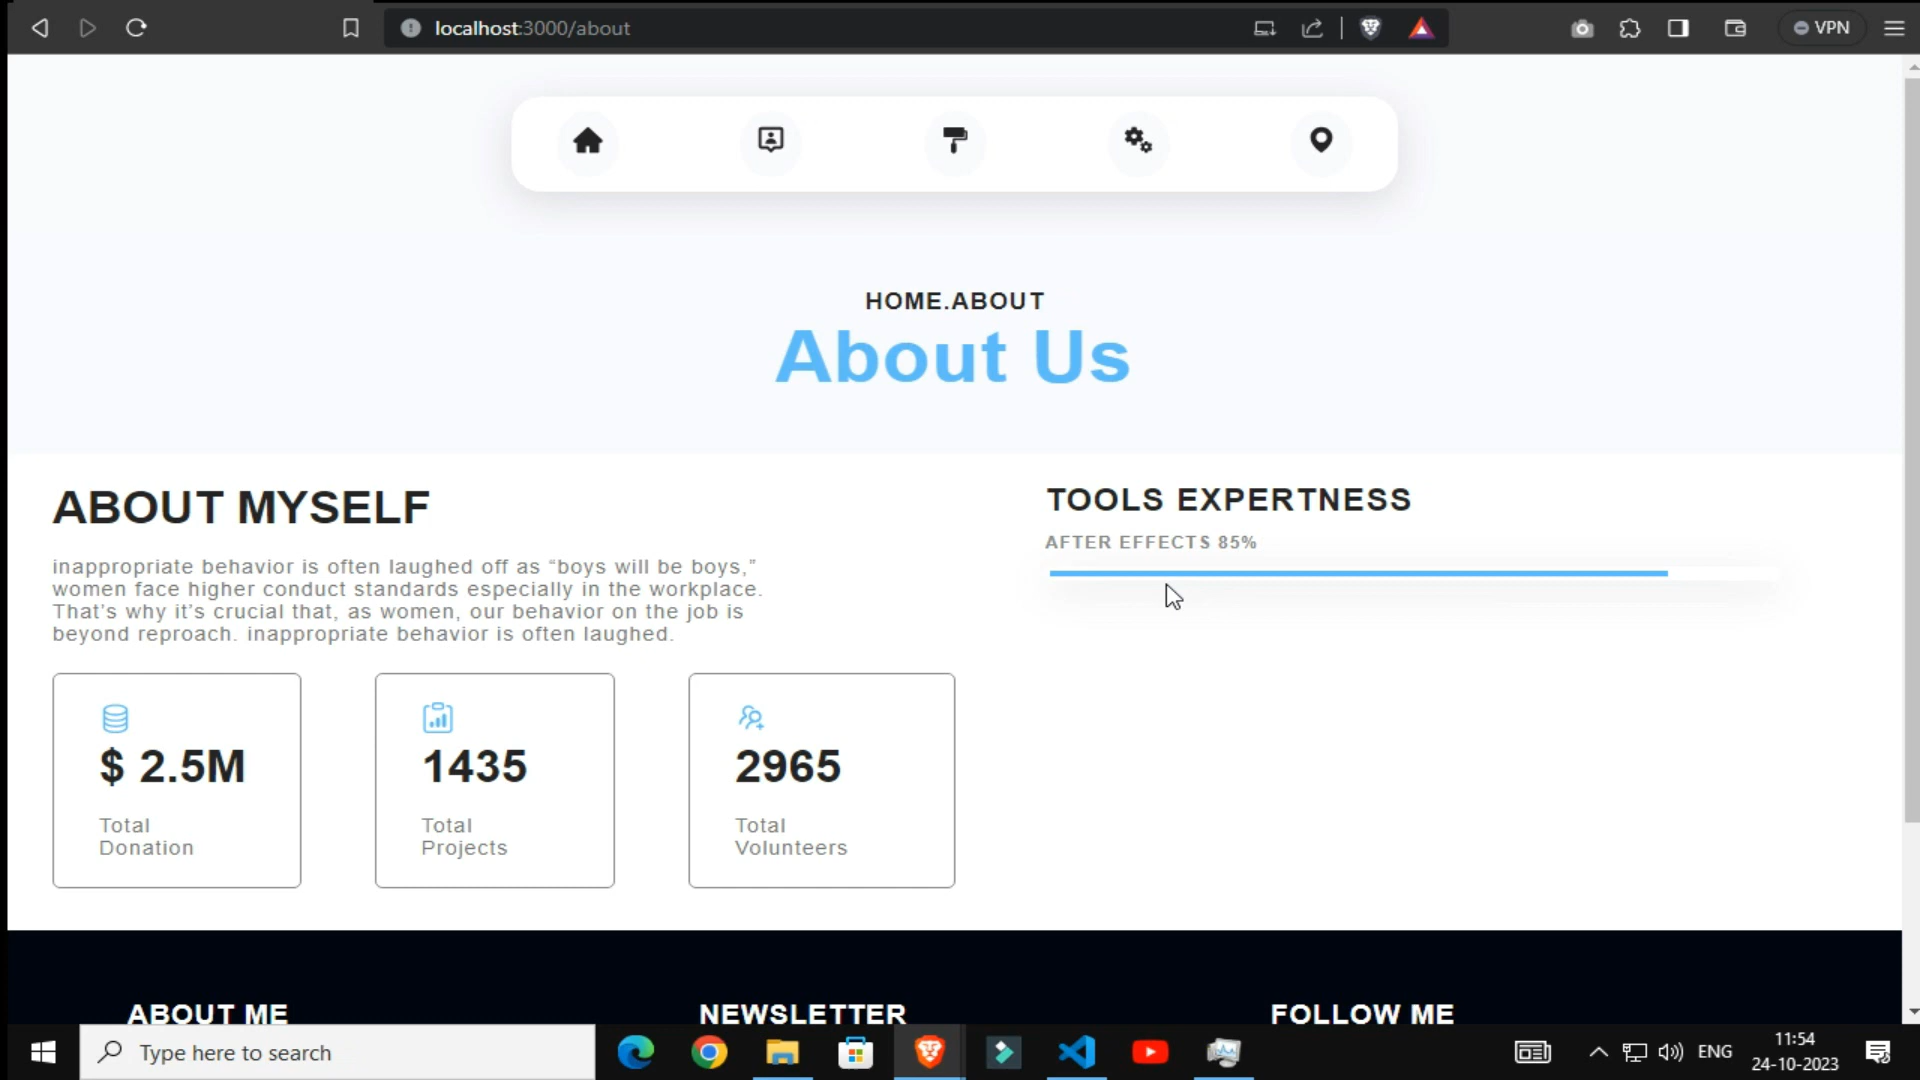 localhost:3000/about
VPN
HOME.ABOUT
About Us
ABOUT MYSELF
inappropriate behavior is often laughed off as “boys will be boys,”
women face higher conduct standards especially in the workplace.
That’s why it’s crucial that, as women, our behavior on the job is
beyond reproach. inappropriate behavior is often laughed.
$ 2.5M
Total
Donation
1435
Total
Projects
2965
Total
Volunteers
TOOLS EXPERTNESS
AFTER EFFECTS 85%
ABOUT ME
NEWSLETTER
FOLLOW ME
Type here to search
ENG
11:54
24-10-2023